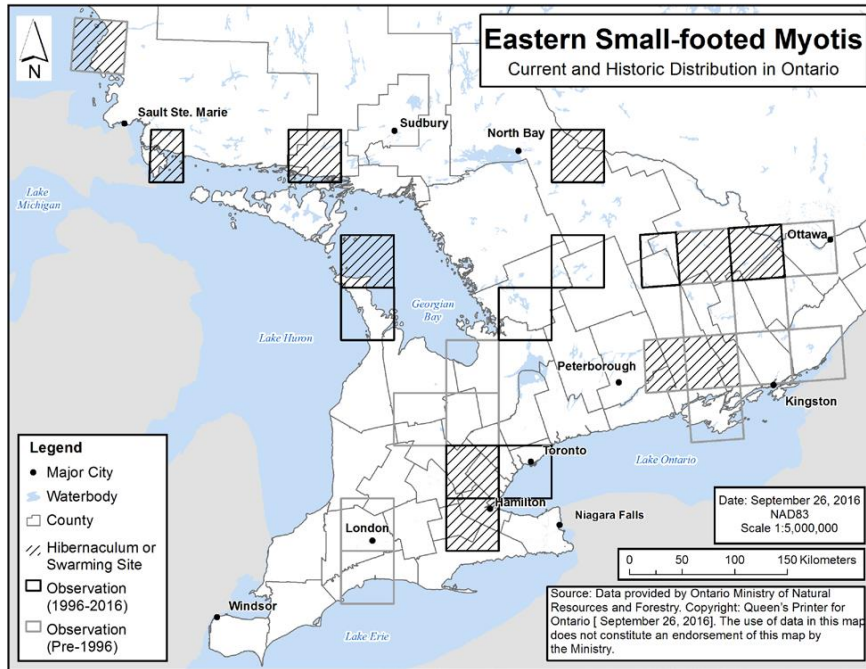 Eastern Small-footed Myotis
Current and Historic Distribution in Ontario
N
Sault Ste. Marie
Sudbury
North Bay
Lake
Michigan
Ottawa
Georgian
Bay
Lake Huron
Peterborough
Kingston
Toronto
Lake Ontario
Hamilton
Niagara Falls
London
Windsor
Lake Erie
Legend
Major City
Waterbody
County
Hibernaculum or
Swarming Site
Observation
(1996-2016)
Observation
(Pre-1996)
Date: September 26, 2016
NAD83
Scale 1:5,000,000
0 50 100 150 Kilometers
Source: Data provided by Ontario Ministry of Natural
Resources and Forestry. Copyright: Queen's Printer for
Ontario [ September 26, 2016]. The use of data in this map
does not constitute an endorsement of this map by
the Ministry.